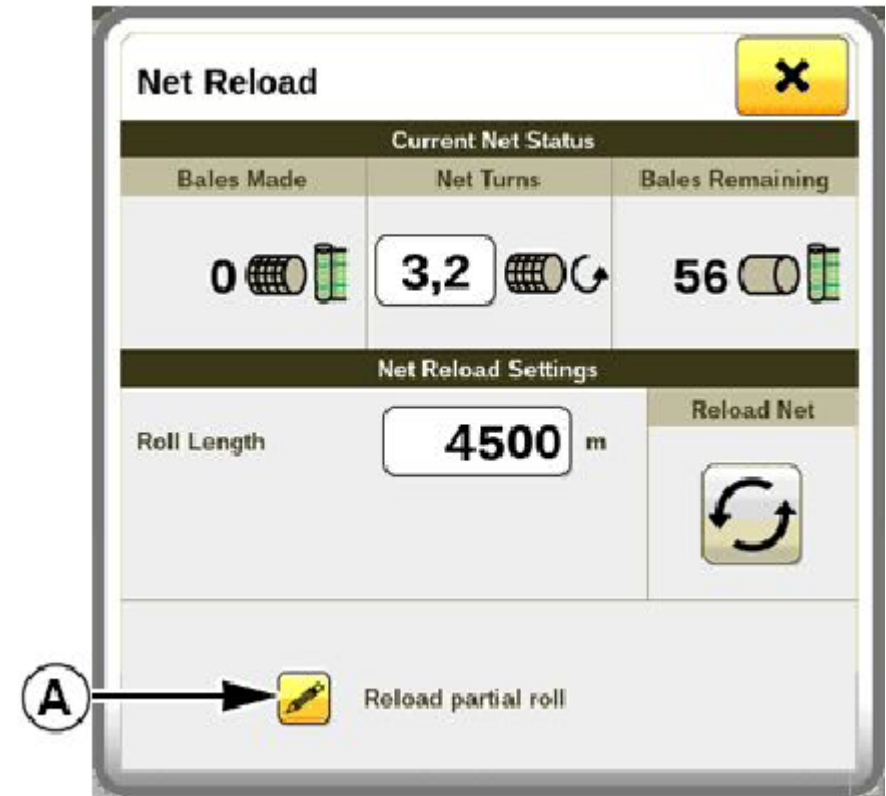 Net Reload
Current Net Status
Bales Made Net Turns Bales Remaining
0 3,2 56
Net Reload Settings
Reload Net
Roll Length 4500 m
A Reload partial roll